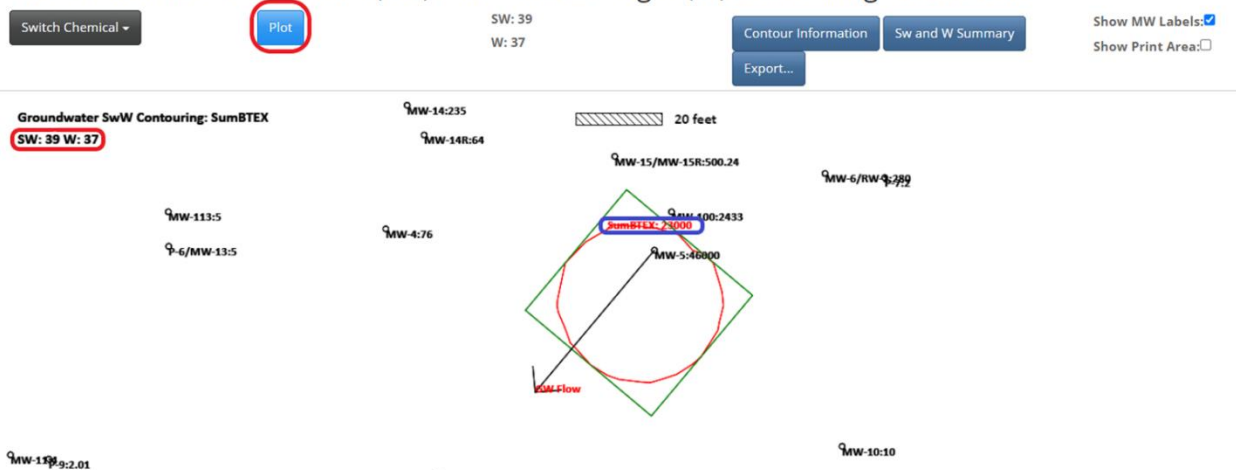 Switch Chemical
Plot
SW: 39
W: 37
Contour Information
Sw and W Summary
Export...
Show MW Labels:
Show Print Area:
Groundwater SwW Contouring: SumBTEX
SW: 39 W: 37
20 feet
MW-14:235
MW-14R:64
MW-15/MW-15R:500.24
MW-6/RW-
MW-113:5
MW-4:76
MW-100:2433
SumBTEX: 23000
P-6/MW-13:5
MW-5:46000
SW Flow
MW-10:10
P-9:2.01